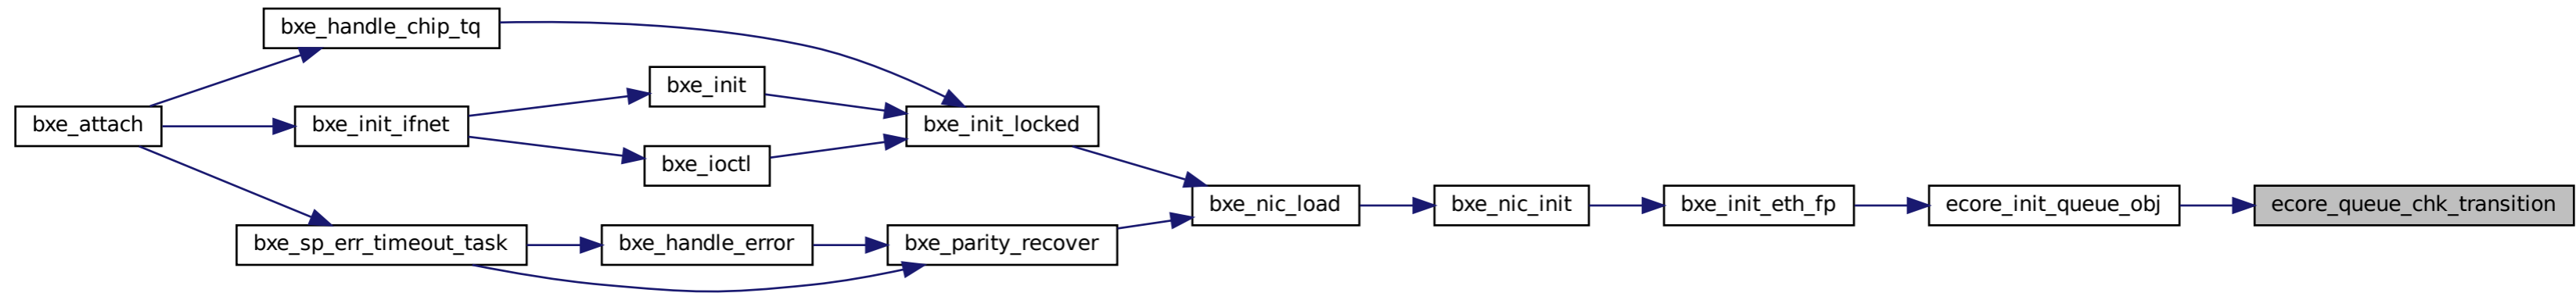 bxe_handle_chip_tq
bxe_init
bxe_attach
bxe_init_ifnet
bxe_init_locked
bxe_ioctl
bxe_nic_load
bxe_nic_init
bxe_init_eth_fp
ecore_init_queue_obj
ecore_queue_chk_transition
bxe_sp_err_timeout_task
bxe_handle_error
bxe_parity_recover